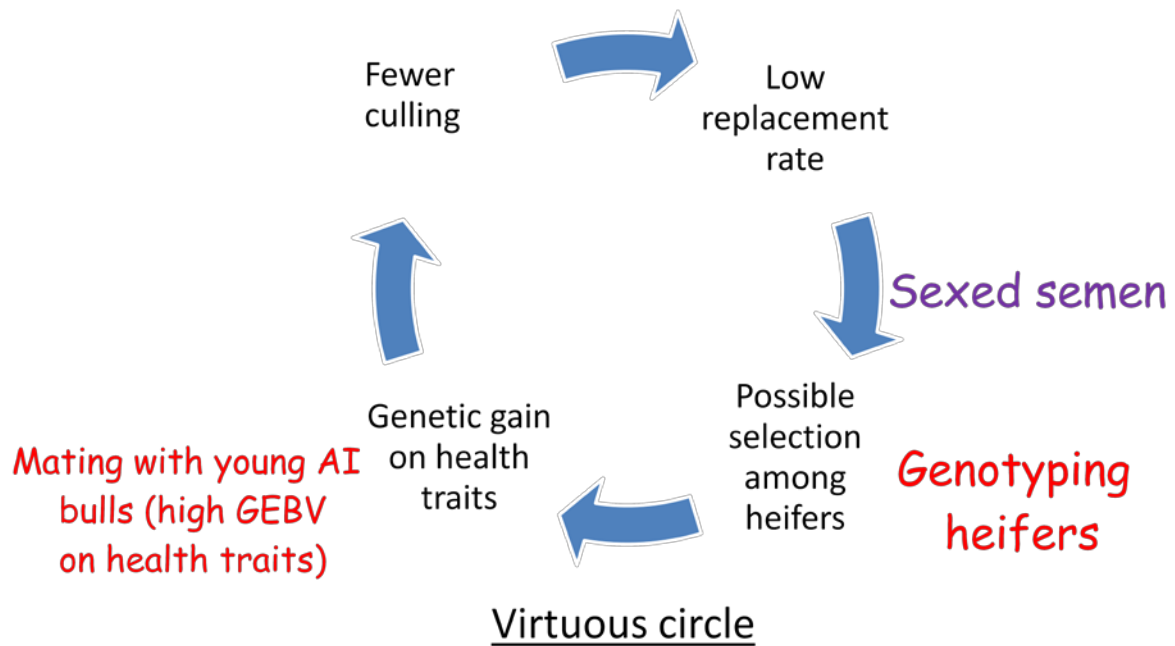 Fewer
culling
Low
replacement
rate
Sexed semen
Possible
selection
among
heifers
Genotyping
heifers
Genetic gain
on health
traits
Mating with young AI
bulls (high GEBV
on health traits)
Virtuous circle